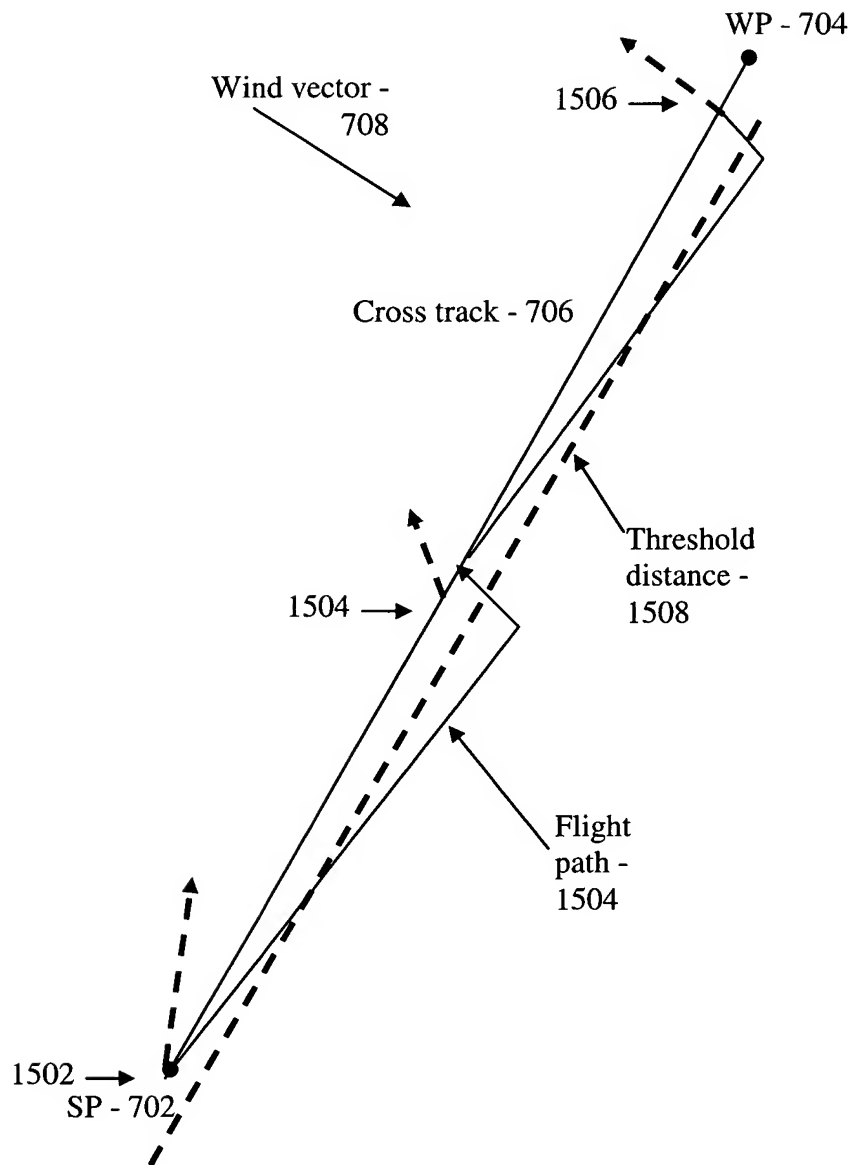 WP - 704
Wind vector -
708
1506
Cross track - 706
Threshold
distance -
1508
1504
Flight
path -
1504
1502
SP - 702